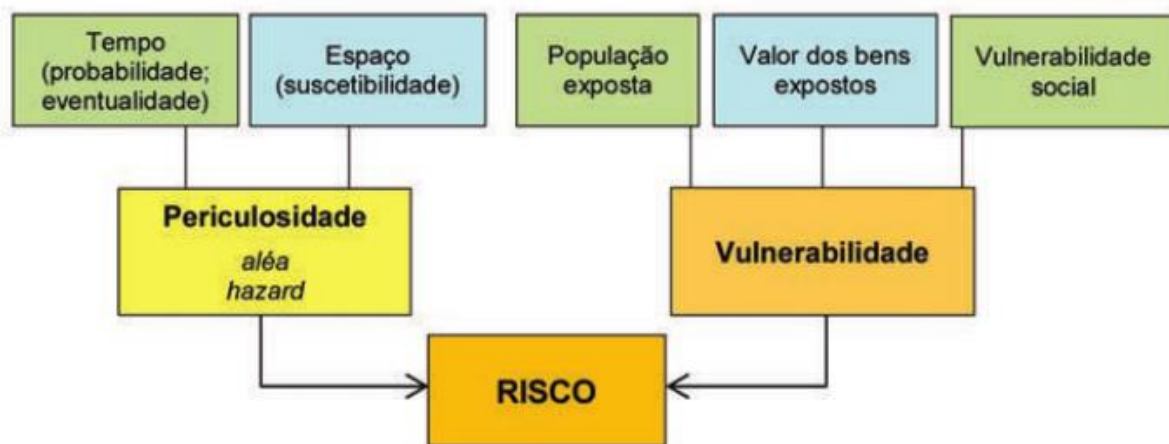 Tempo
(probabilidade;
eventualidade)
Espaço
(suscetibilidade)
População
exposta
Valor dos bens
expostos
Vulnerabilidade
social
Periculosidade
aléa
hazard
Vulnerabilidade
RISCO